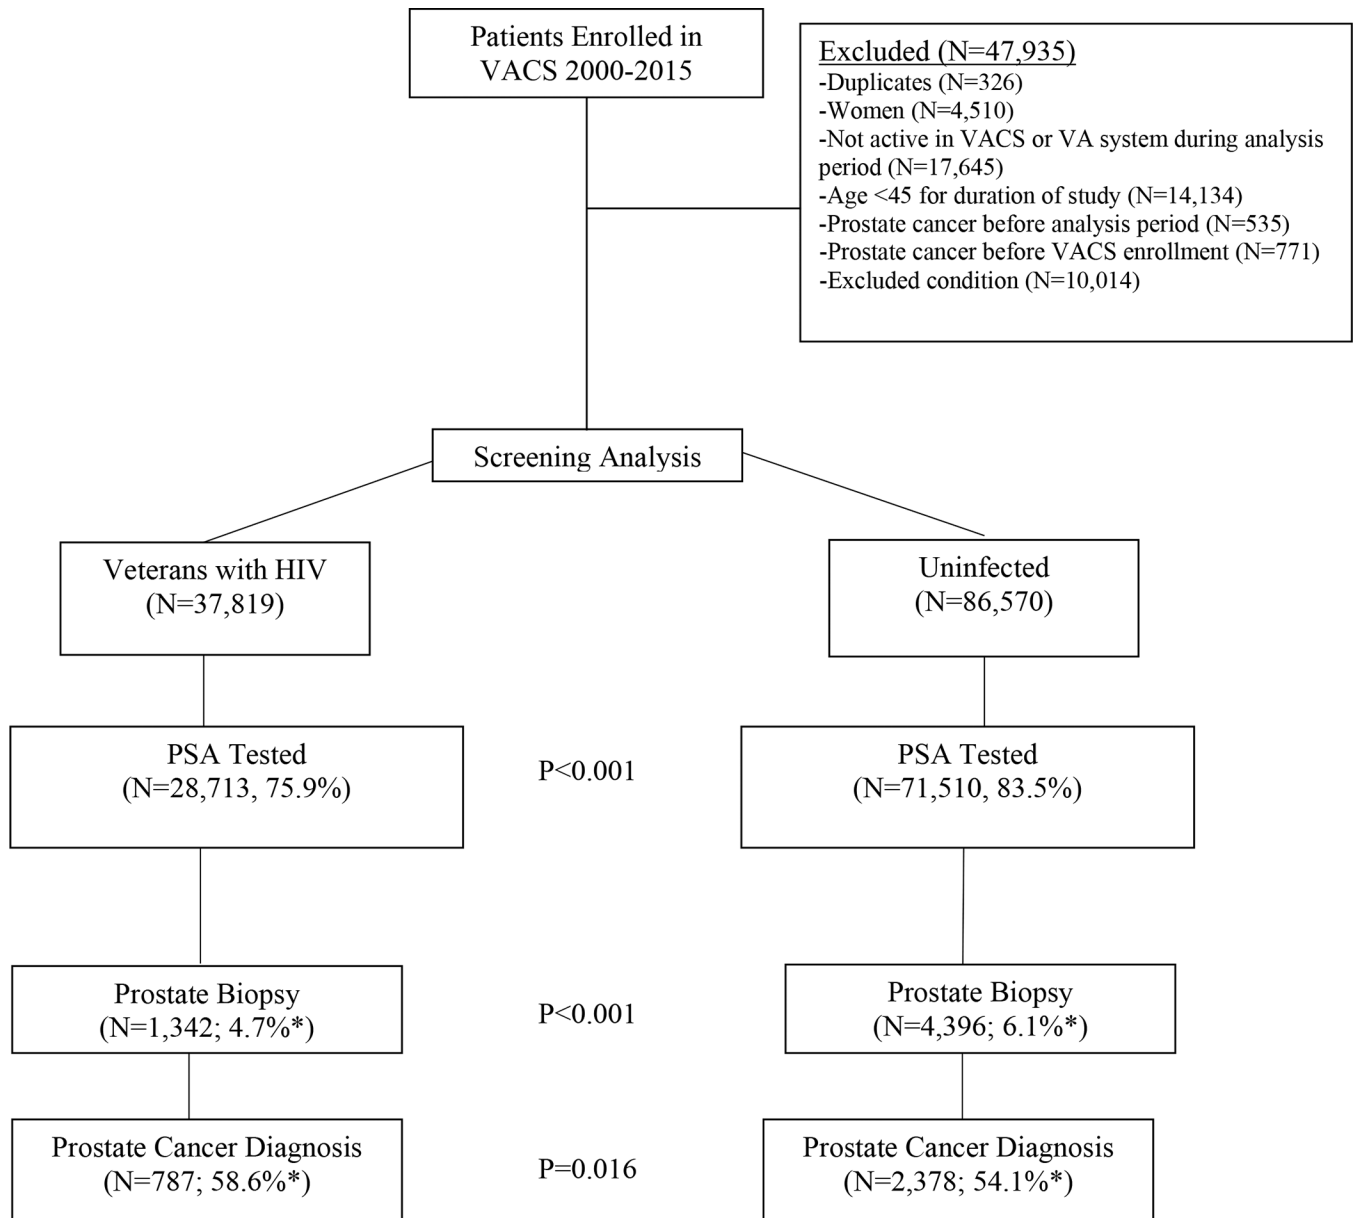 Patients Enrolled in
VACS 2000-2015
Excluded (N=47,935)
-Duplicates (N=326)
-Women (N=4,510)
-Not active in VACS or VA system during analysis
period (N=17,645)
-Age <45 for duration of study (N=14,134)
-Prostate cancer before analysis period (N=535)
-Prostate cancer before VACS enrollment (N=771)
-Excluded condition (N=10,014)
Screening Analysis
Veterans with HIV
(N=37,819)
Uninfected
(N=86,570)
PSA Tested
(N=28,713, 75.9%)
P<0.001
PSA Tested
(N=71,510, 83.5%)
Prostate Biopsy
(N=1,342; 4.7%*)
P<0.001
Prostate Biopsy
(N=4,396; 6.1%*)
Prostate Cancer Diagnosis
(N=787; 58.6%*)
P=0.016
Prostate Cancer Diagnosis
(N=2,378; 54.1%*)